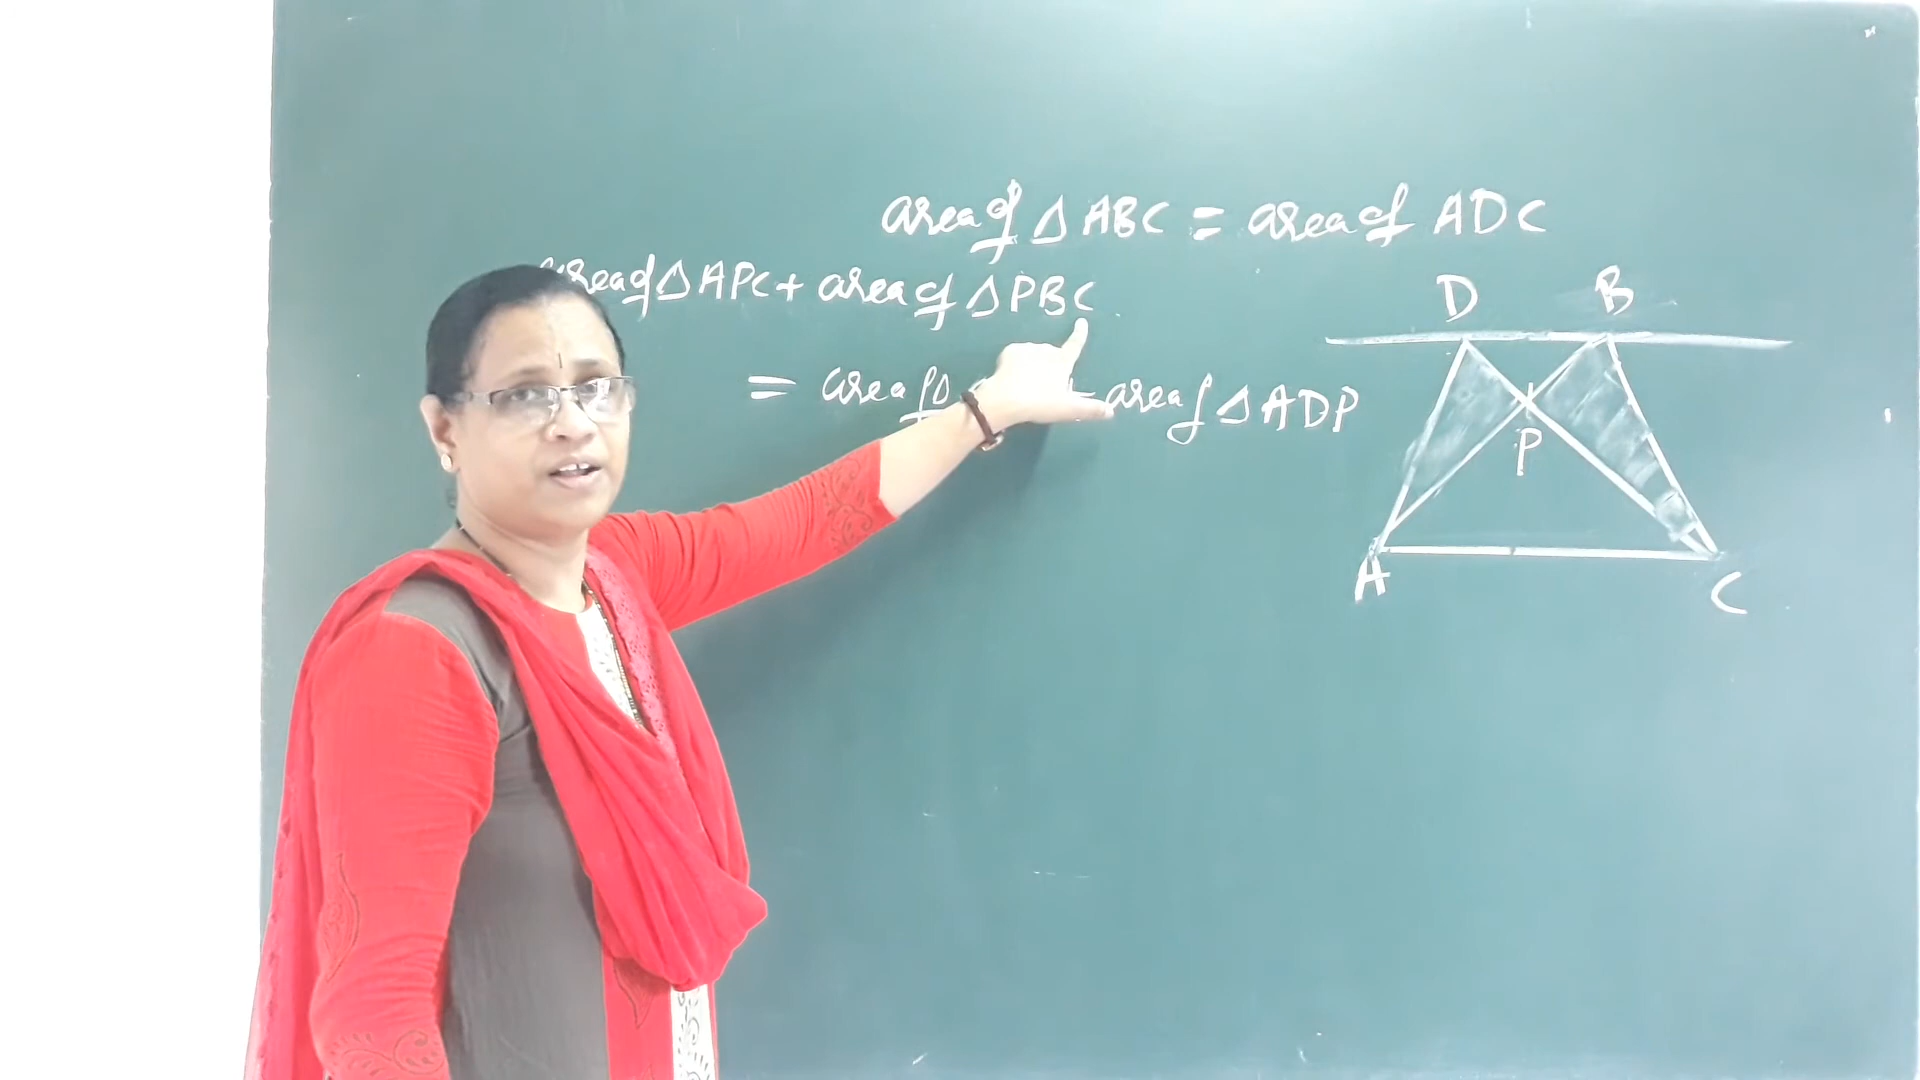 area of Δ ABC = area of ADC
area of Δ APC + area of Δ PBC
= area of Δ + area of Δ ADP
D B
P
A C